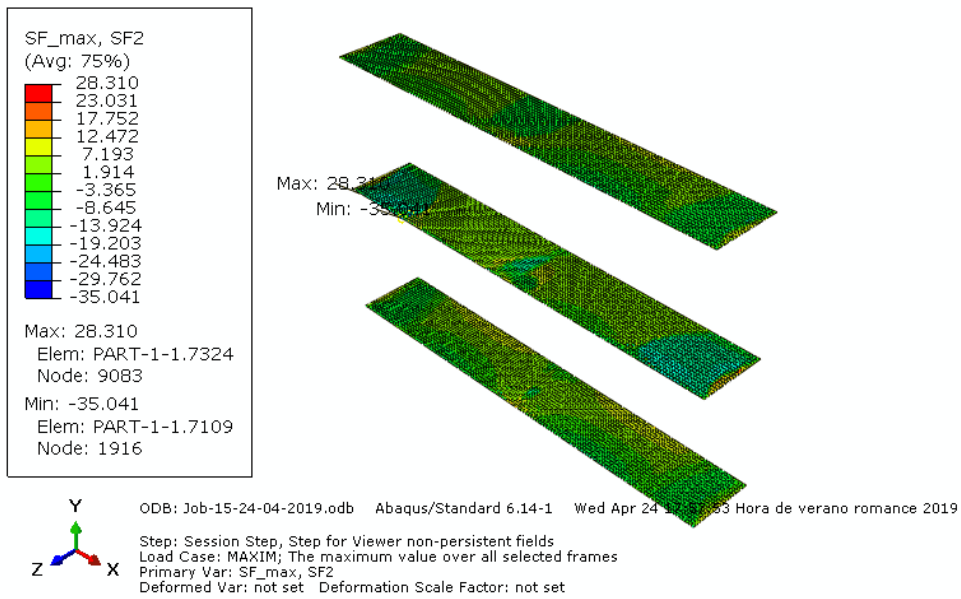 SF_max, SF2
(Avg: 75%)
28.310
23.031
17.752
12.472
7.193
1.914
-3.365
-8.645
-13.924
-19.203
-24.483
-29.762
-35.041
Max: 28.310
Elem: PART-1-1.7324
Node: 9083
Min: -35.041
Elem: PART-1-1.7109
Node: 1916
Max: 28.310
Min: -35.041
Y
Z X
ODB: Job-15-24-04-2019.odb Abaqus/Standard 6.14-1 Wed Apr 24 Hora de verano romance 2019
Step: Session Step, Step for Viewer non-persistent fields
Load Case: MAXIM; The maximum value over all selected frames
Primary Var: SF_max, SF2
Deformed Var: not set Deformation Scale Factor: not set